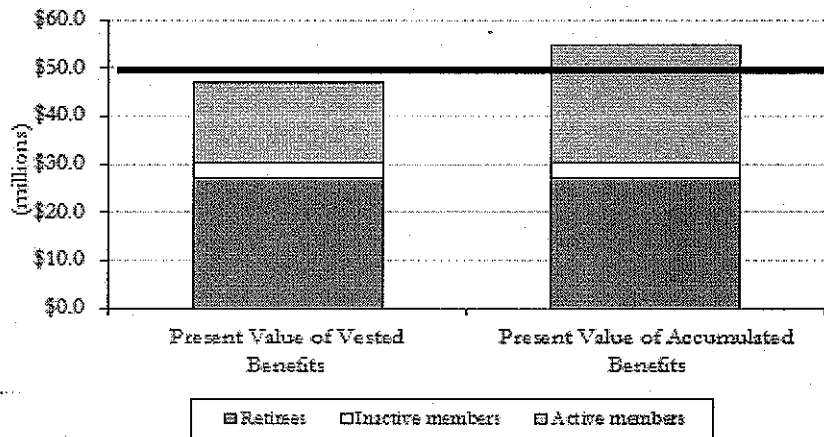 $60.0
$50.0
$40.0
$30.0
$20.0
$10.0
$0.0
(millions)
Present Value of Vested Benefits
Present Value of Accumulated Benefits
Retirees Inactive members Active members